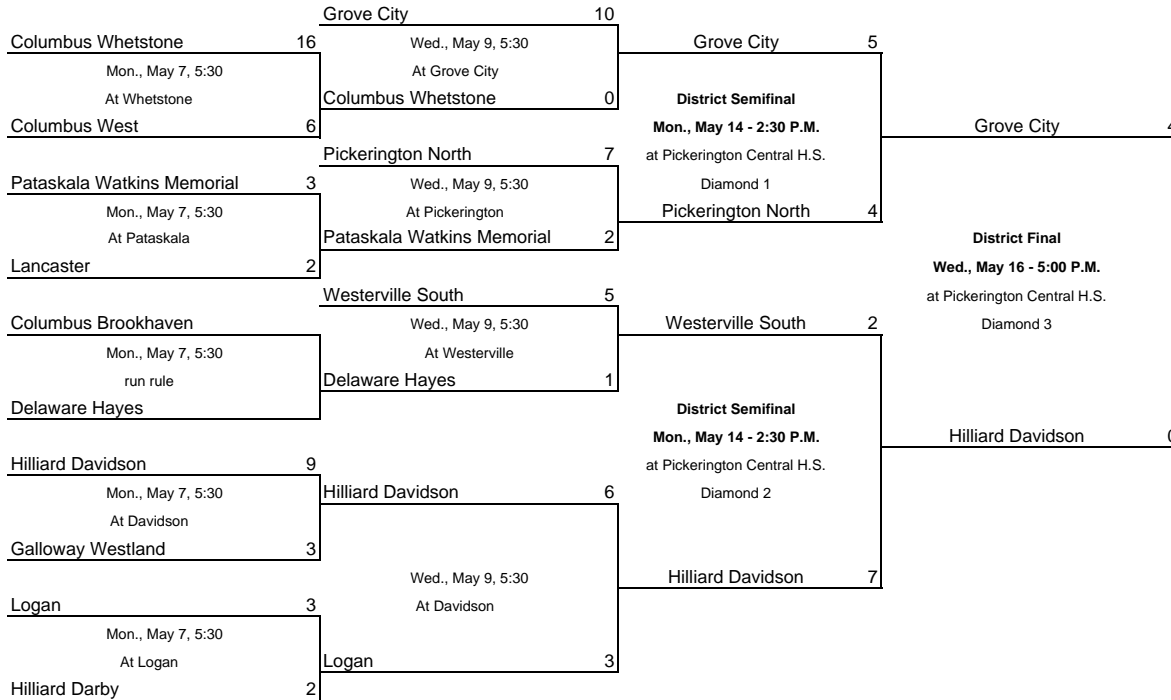 Grove City 10
Columbus Whetstone 16
Wed., May 9, 5:30
Grove City 5
Mon., May 7, 5:30
At Grove City
At Whetstone
Columbus Whetstone 0
District Semifinal
Columbus West 6
Mon., May 14 - 2:30 P.M.
Grove City 4
Pickerington North 7
at Pickerington Central H.S.
Pataskala Watkins Memorial 3
Wed., May 9, 5:30
Diamond 1
Mon., May 7, 5:30
At Pickerington
Pickerington North 4
At Pataskala
Pataskala Watkins Memorial 2
District Final
Lancaster 2
Wed., May 16 - 5:00 P.M.
Westerville South 5
at Pickerington Central H.S.
Columbus Brookhaven
Wed., May 9, 5:30
Westerville South 2
Diamond 3
Mon., May 7, 5:30
At Westerville
run rule
Delaware Hayes 1
Delaware Hayes
District Semifinal
Mon., May 14 - 2:30 P.M.
Hilliard Davidson 0
Hilliard Davidson 9
at Pickerington Central H.S.
Mon., May 7, 5:30
Hilliard Davidson 6
Diamond 2
At Davidson
Galloway Westland 3
Wed., May 9, 5:30
Hilliard Davidson 7
Logan 3
At Davidson
Mon., May 7, 5:30
At Logan
Logan 3
Hilliard Darby 2